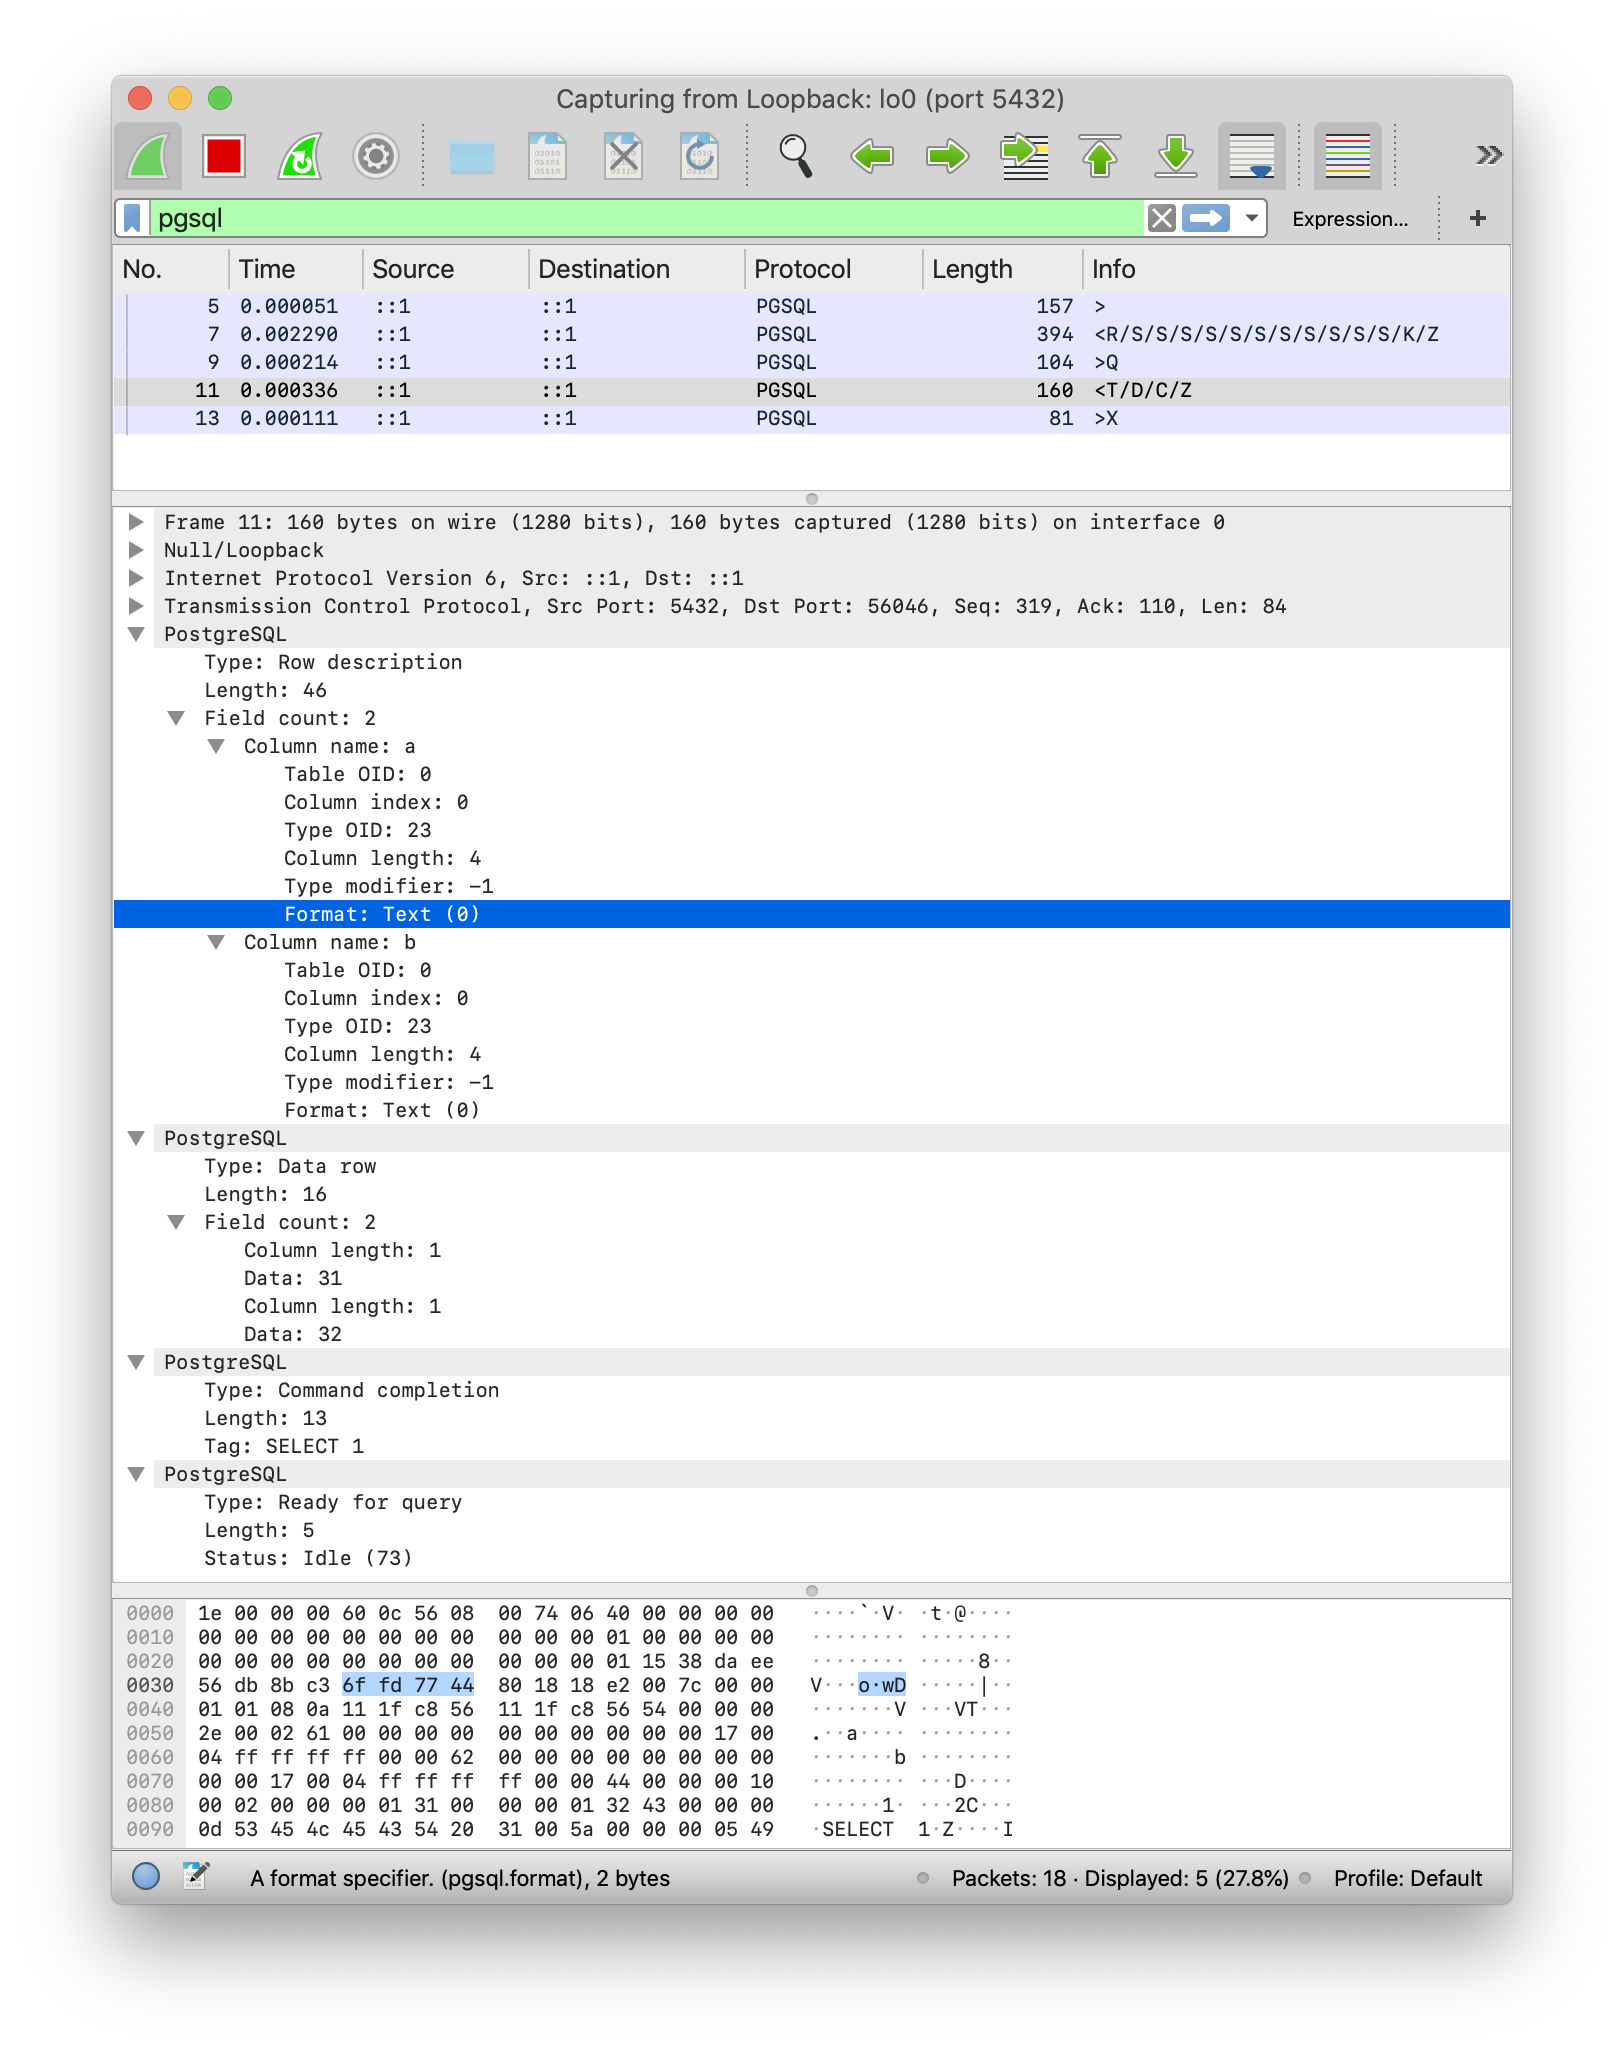 Capturing from Loopback: lo0 (port 5432)
pgsql
Expression...
+
No. Time Source Destination Protocol Length Info
5 0.000051 ::1 ::1 PGSQL 157 >
7 0.002290 ::1 ::1 PGSQL 394 <R/S/S/S/S/S/S/S/S/S/S/S/K/Z
9 0.000214 ::1 ::1 PGSQL 104 >Q
11 0.000336 ::1 ::1 PGSQL 160 <T/D/C/Z
13 0.000111 ::1 ::1 PGSQL 81 >X
Frame 11: 160 bytes on wire (1280 bits), 160 bytes captured (1280 bits) on interface 0
Null/Loopback
Internet Protocol Version 6, Src: ::1, Dst: ::1
Transmission Control Protocol, Src Port: 5432, Dst Port: 56046, Seq: 319, Ack: 110, Len: 84
PostgreSQL
Type: Row description
Length: 46
Field count: 2
Column name: a
Table OID: 0
Column index: 0
Type OID: 23
Column length: 4
Type modifier: -1
Format: Text (0)
Column name: b
Table OID: 0
Column index: 0
Type OID: 23
Column length: 4
Type modifier: -1
Format: Text (0)
PostgreSQL
Type: Data row
Length: 16
Field count: 2
Column length: 1
Data: 31
Column length: 1
Data: 32
PostgreSQL
Type: Command completion
Length: 13
Tag: SELECT 1
PostgreSQL
Type: Ready for query
Length: 5
Status: Idle (73)
0000 1e 00 00 00 60 0c 56 08 00 74 06 40 00 00 00 00 ····`·V· ·t·@····
0010 00 00 00 00 00 00 00 00 00 00 00 01 00 00 00 00 ········ ········
0020 00 00 00 00 00 00 00 00 00 00 00 01 15 38 da ee ········ ·····8··
0030 56 db 8b c3 6f fd 77 44 80 18 18 e2 00 7c 00 00 V···o·wD ·····|··
0040 01 01 08 0a 11 1f c8 56 11 1f c8 56 54 00 00 00 ·······V ···VT···
0050 2e 00 02 61 00 00 00 00 00 00 00 00 00 00 17 00 .··a···· ········
0060 04 ff ff ff ff 00 00 62 00 00 00 00 00 00 00 00 ·······b ········
0070 00 00 17 00 04 ff ff ff ff 00 00 44 00 00 00 10 ········ ···D····
0080 00 02 00 00 00 01 31 00 00 00 01 32 43 00 00 00 ······1· ···2C···
0090 0d 53 45 4c 45 43 54 20 31 00 5a 00 00 00 05 49 ·SELECT 1·Z····I
A format specifier. (pgsql.format), 2 bytes
Packets: 18 · Displayed: 5 (27.8%)
Profile: Default